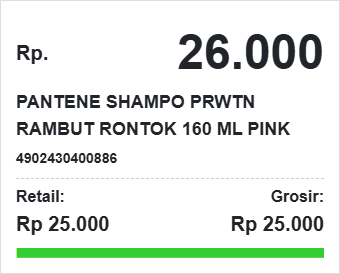 Rp. 26.000
PANTENE SHAMPO PRWTN
RAMBUT RONTOK 160 ML PINK
4902430400886
Retail: Grosir:
Rp 25.000 Rp 25.000